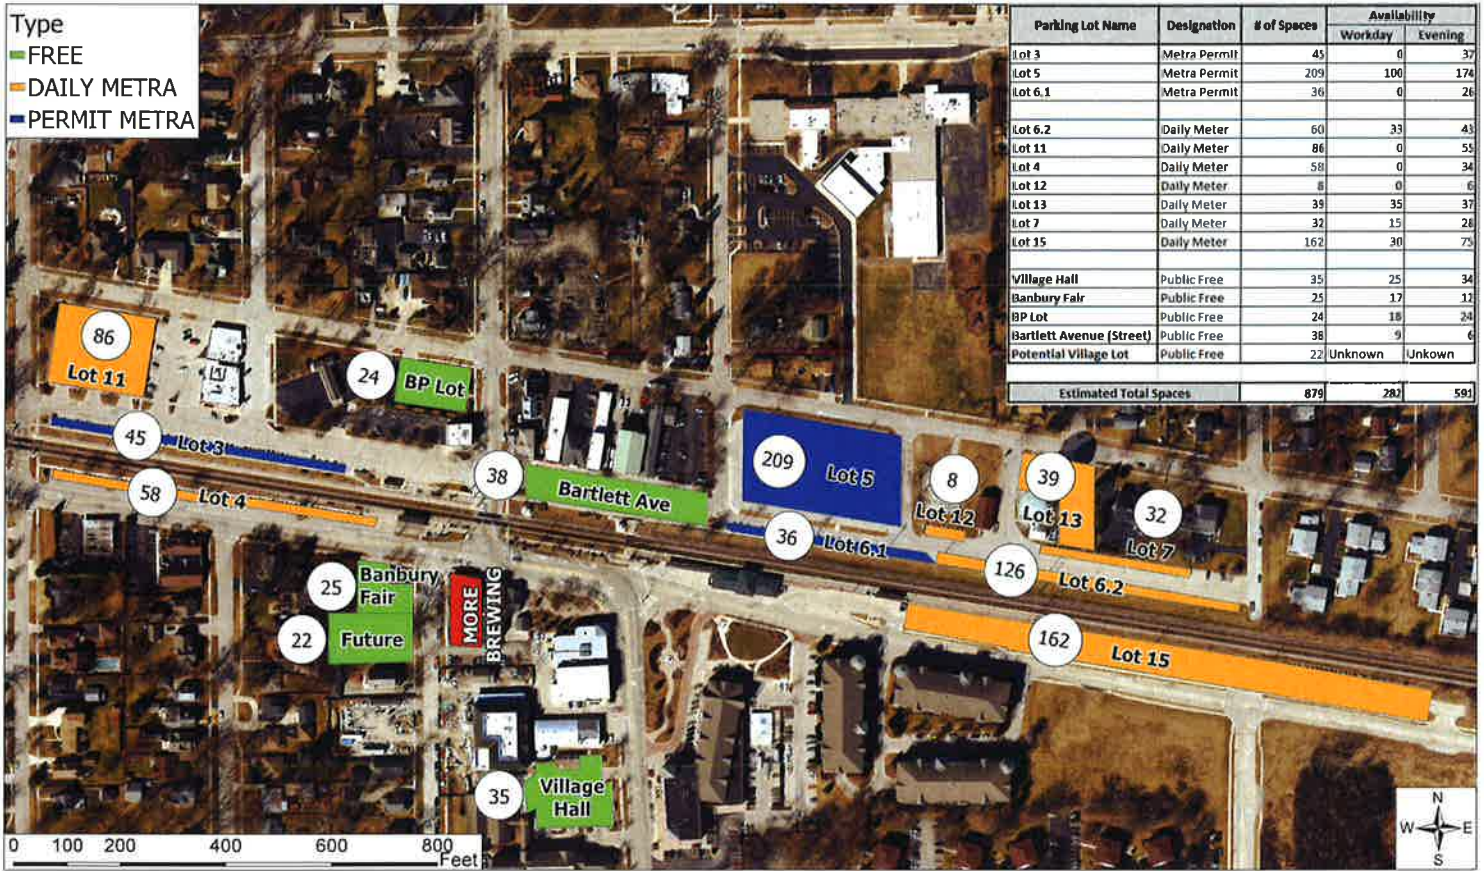 Type
FREE
DAILY METRA
PERMIT METRA
Parking Lot Name Designation # of Spaces Availability
Workday Evening
Lot 3 Metra Permit 45 0 37
Lot 5 Metra Permit 209 100 174
Lot 6.1 Metra Permit 36 0 26
Lot 6.2 Daily Meter 60 33 43
Lot 11 Daily Meter 86 0 55
Lot 4 Daily Meter 58 0 34
Lot 12 Daily Meter 8 0 6
Lot 13 Daily Meter 39 35 37
Lot 7 Daily Meter 32 15 28
Lot 15 Daily Meter 162 30 75
Village Hall Public Free 35 25 34
Banbury Fair Public Free 25 17 12
BP Lot Public Free 24 18 24
Bartlett Avenue (Street) Public Free 38 9 6
Potential Village Lot Public Free 22 Unknown Unkown
Estimated Total Spaces 879 282 591
86
Lot 11
24
BP Lot
45
Lot 3
58
Lot 4
38
Bartlett Ave
209
Lot 5
8
Lot 12
39
Lot 13
32
Lot 7
36
Lot 6.1
126
Lot 6.2
25
Banbury
Fair
22
Future
MORE
BREWING
162
Lot 15
35
Village
Hall
0 100 200 400 600 800
Feet
N
W E
S